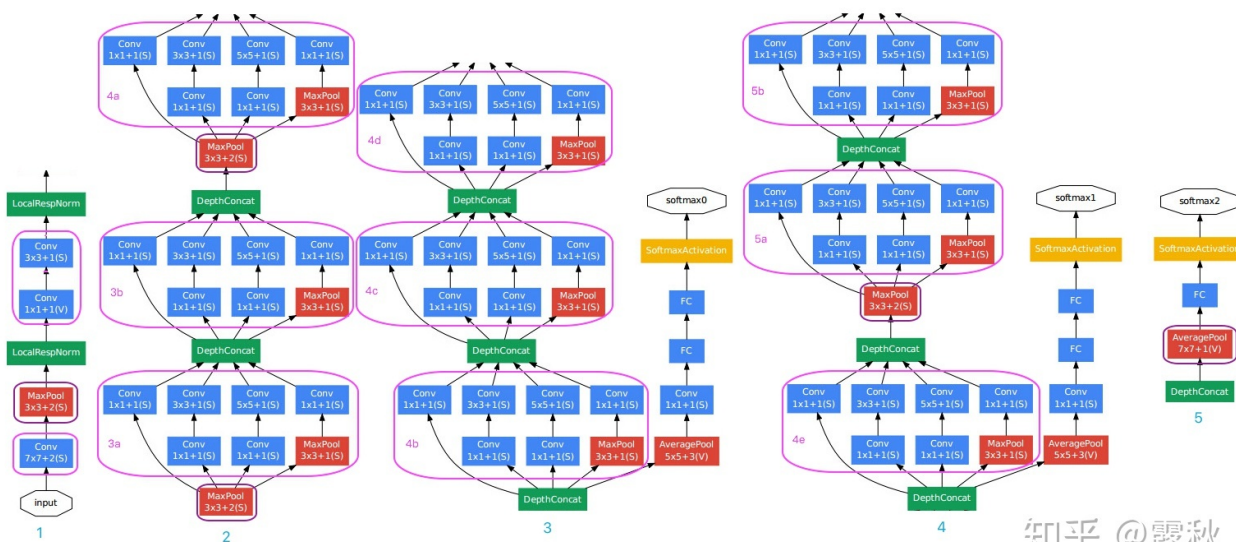 LocalRespNorm
Conv
3x3+1(S)
Conv
1x1+1(V)
LocalRespNorm
MaxPool
3x3+2(S)
Conv
7x7+2(S)
input
1
Conv Conv Conv Conv
1x1+1(S) 3x3+1(S) 5x5+1(S) 1x1+1(S)
4a
Conv Conv MaxPool
1x1+1(S) 1x1+1(S) 3x3+1(S)
MaxPool
3x3+2(S)
DepthConcat
Conv Conv Conv Conv
1x1+1(S) 3x3+1(S) 5x5+1(S) 1x1+1(S)
3b
Conv Conv MaxPool
1x1+1(S) 1x1+1(S) 3x3+1(S)
DepthConcat
Conv Conv Conv Conv
1x1+1(S) 3x3+1(S) 5x5+1(S) 1x1+1(S)
3a
Conv Conv MaxPool
1x1+1(S) 1x1+1(S) 3x3+1(S)
MaxPool
3x3+2(S)
2
Conv Conv Conv Conv
1x1+1(S) 3x3+1(S) 5x5+1(S) 1x1+1(S)
4d
Conv Conv MaxPool
1x1+1(S) 1x1+1(S) 3x3+1(S)
DepthConcat
Conv Conv Conv Conv
1x1+1(S) 3x3+1(S) 5x5+1(S) 1x1+1(S)
4c
Conv Conv MaxPool
1x1+1(S) 1x1+1(S) 3x3+1(S)
DepthConcat
softmax0
SoftmaxActivation
FC
FC
Conv Conv Conv Conv Conv
1x1+1(S) 3x3+1(S) 5x5+1(S) 1x1+1(S) 1x1+1(S)
4b
Conv Conv MaxPool AveragePool
1x1+1(S) 1x1+1(S) 3x3+1(S) 5x5+3(V)
DepthConcat
3
Conv Conv Conv Conv
1x1+1(S) 3x3+1(S) 5x5+1(S) 1x1+1(S)
5b
Conv Conv MaxPool
1x1+1(S) 1x1+1(S) 3x3+1(S)
DepthConcat
Conv Conv Conv Conv
1x1+1(S) 3x3+1(S) 5x5+1(S) 1x1+1(S)
5a
Conv Conv MaxPool
1x1+1(S) 1x1+1(S) 3x3+1(S)
MaxPool
3x3+2(S)
DepthConcat
softmax1
SoftmaxActivation
FC
FC
Conv Conv Conv Conv Conv
1x1+1(S) 3x3+1(S) 5x5+1(S) 1x1+1(S) 1x1+1(S)
4e
Conv Conv MaxPool AveragePool
1x1+1(S) 1x1+1(S) 3x3+1(S) 5x5+3(V)
DepthConcat
4
softmax2
SoftmaxActivation
FC
AveragePool
7x7+1(V)
DepthConcat
5
知乎 @露秋